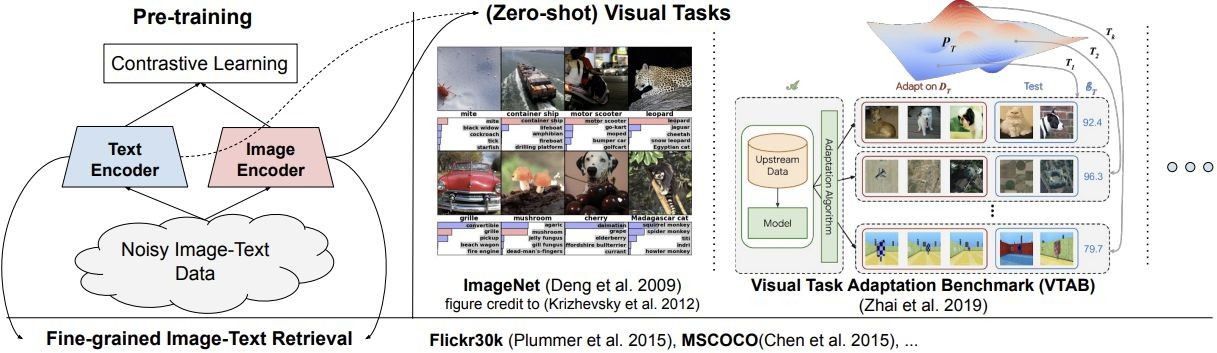 Pre-training
Contrastive Learning
Text
Encoder
Image
Encoder
Noisy Image-Text
Data
(Zero-shot) Visual Tasks
mite container ship motor scooter leopard
mite container ship motor scooter leopard
black widow lifeboat go-kart jaguar
cockroach amphibian moped cheetah
tick fireboat bumper car snow leopard
starfish drilling platform golfcart Egyptian cat
grille mushroom cherry Madagascar cat
convertible agaric dalmatian squirrel monkey
grille mushroom grape spider monkey
pickup jelly fungus elderberry titi
beach wagon gill fungus ffordshire bullterrier indri
fire engine dead-man's-fingers currant howler monkey
ImageNet (Deng et al. 2009)
figure credit to (Krizhevsky et al. 2012)
P_T
T_k
T_2
T_1
Adapt on D_T
Test
Upstream
Data
Model
Adaptation Algorithm
92.4
96.3
79.7
Visual Task Adaptation Benchmark (VTAB)
(Zhai et al. 2019)
Fine-grained Image-Text Retrieval
Flickr30k (Plummer et al. 2015), MSCOCO(Chen et al. 2015), ...